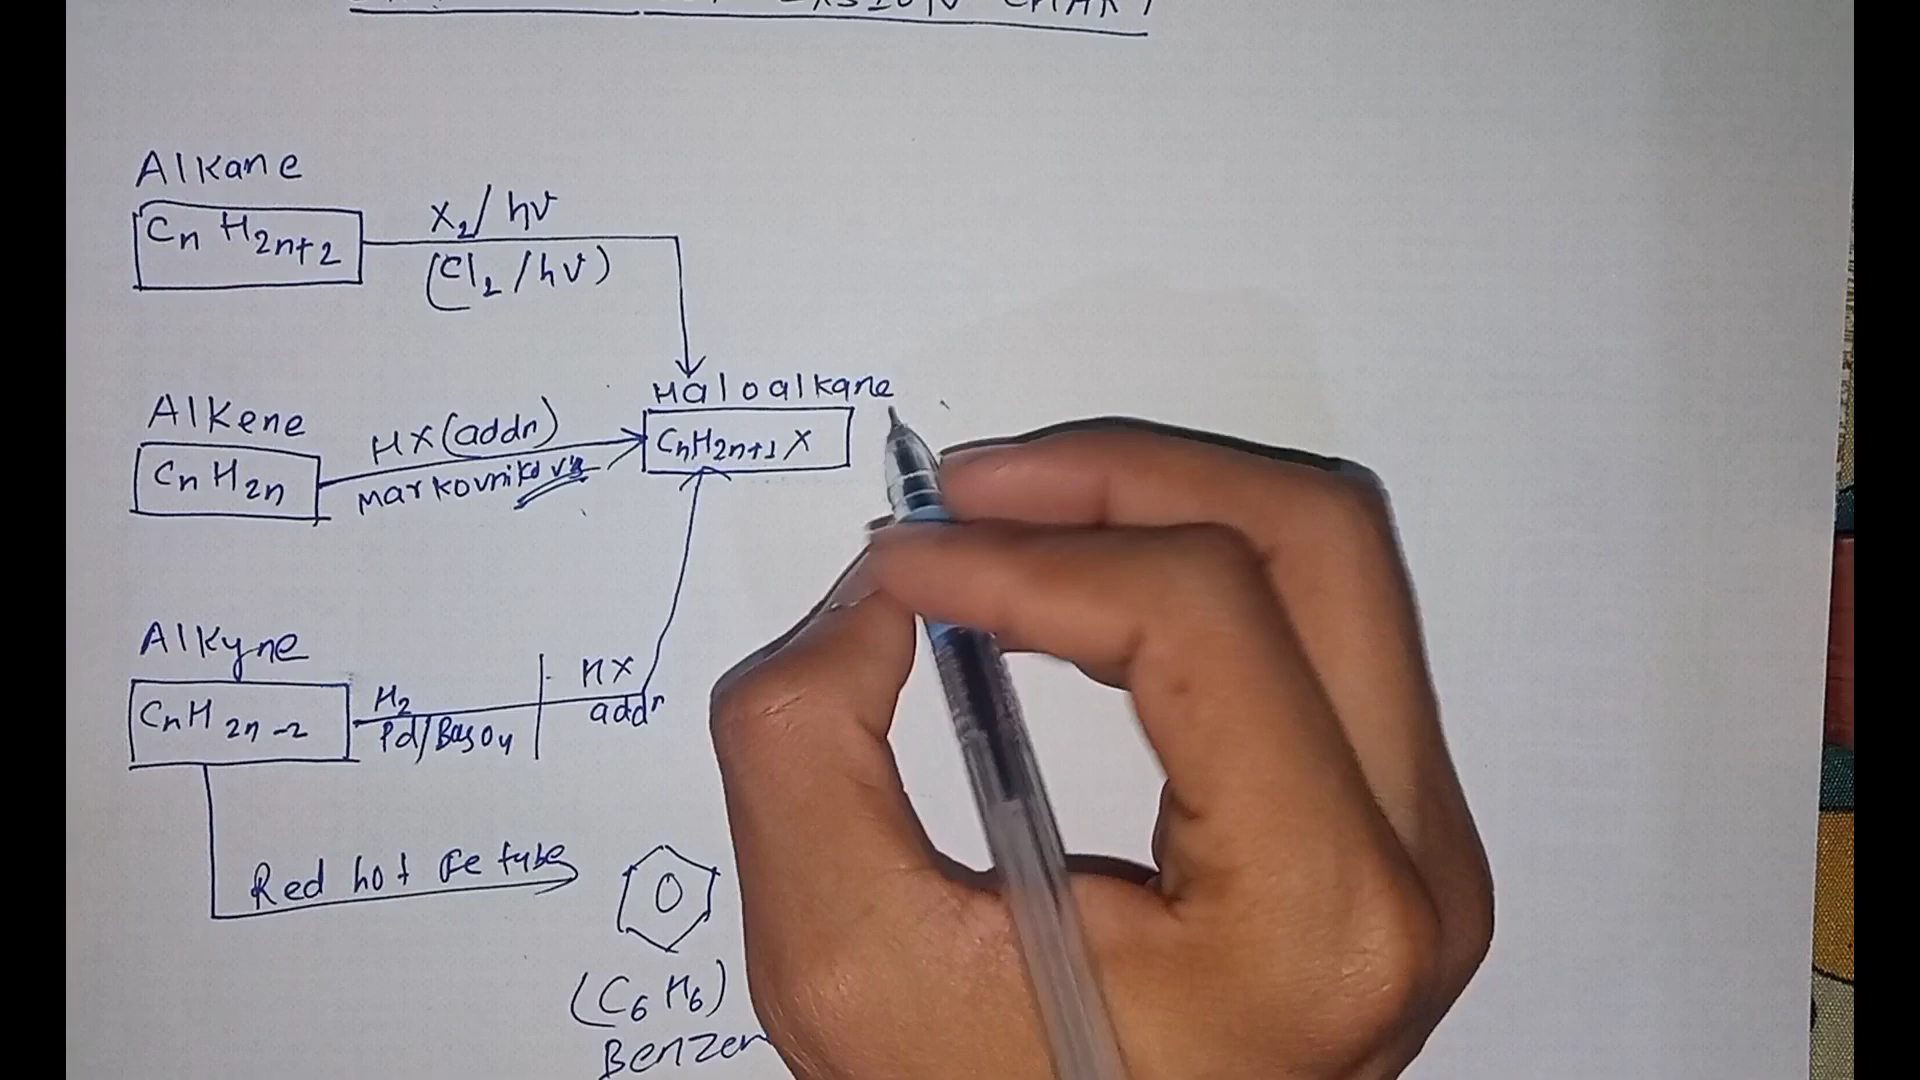 CHART
Alkane
CnH2n+2
X2/hν
(Cl2/hν)
Haloalkane
CnH2n+1X
Alkene
CnH2n
HX(addn)
Markovnikov's
Alkyne
CnH2n-2
H2
Pd/BaSO4
HX
addn
Red hot Fe tube
(C6H6)